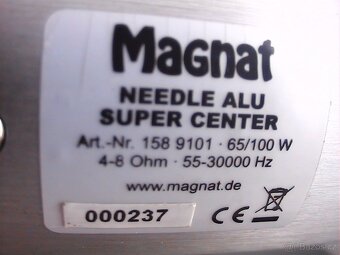 Magnat
NEEDLE ALU
SUPER CENTER
Art.-Nr. 158 9101 · 65/100 W
4-8 Ohm · 55-30000 Hz
www.magnat.de
000237 CE